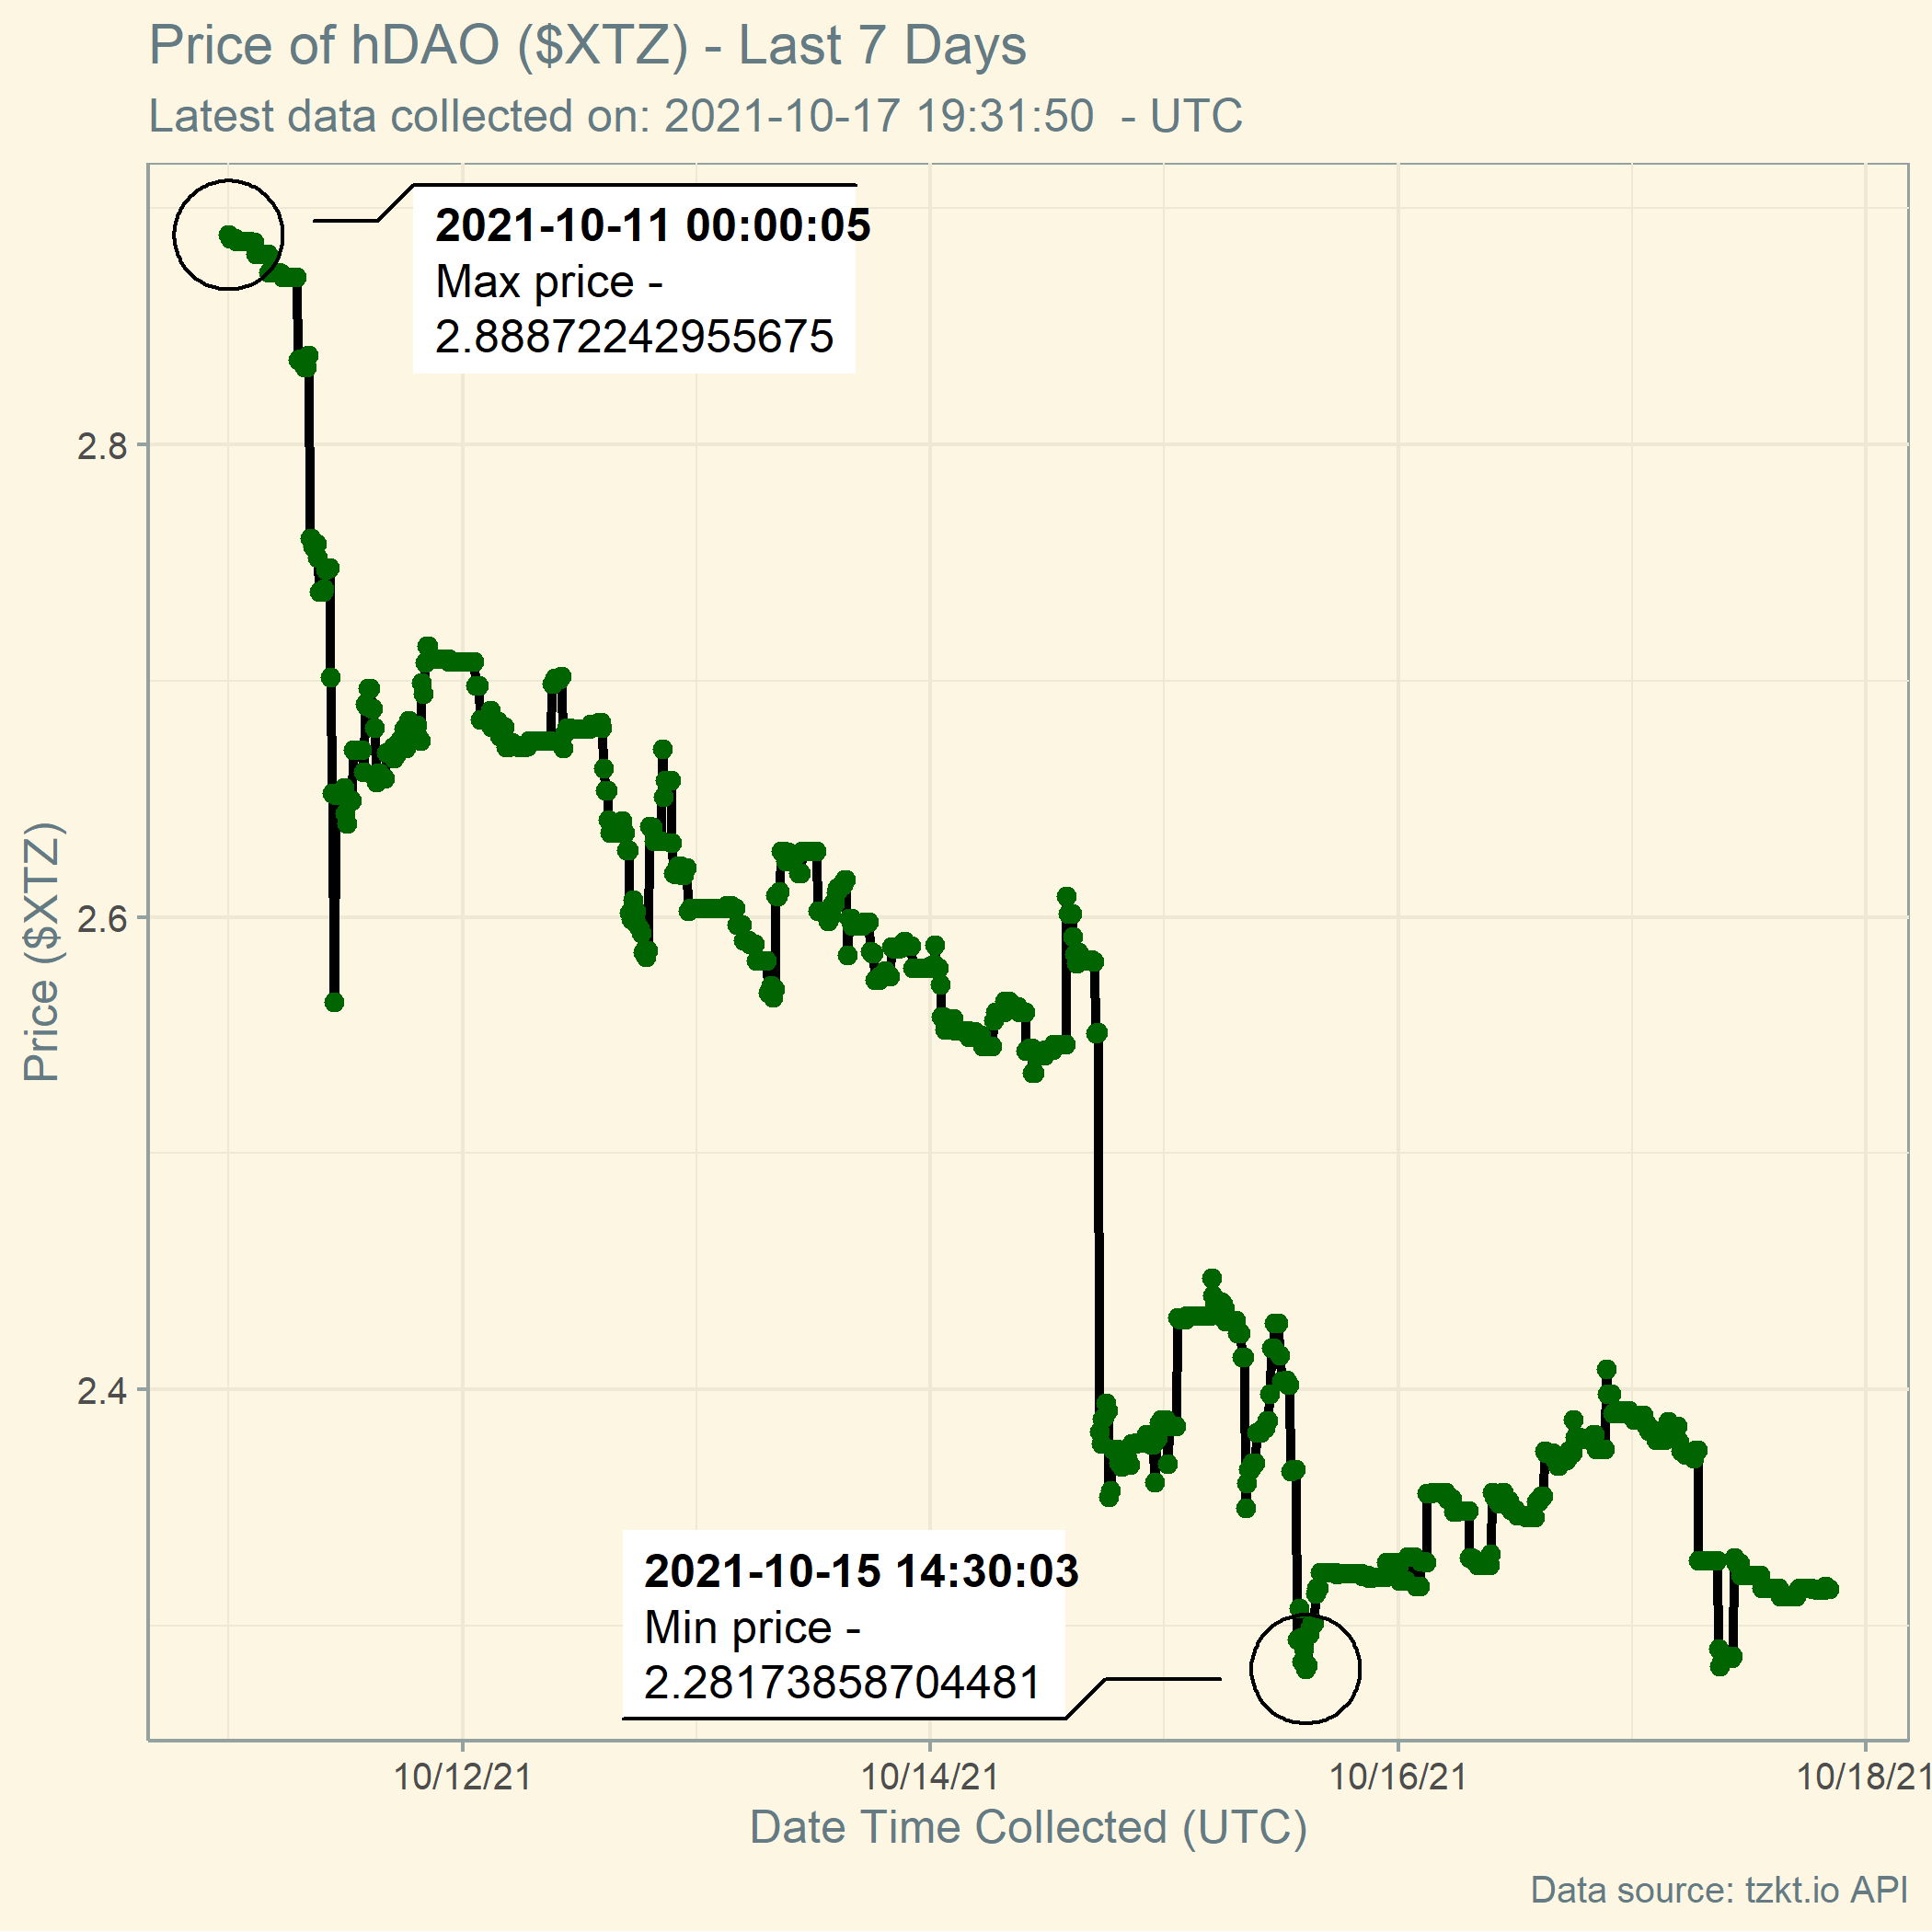 Price of hDAO ($XTZ) - Last 7 Days
Latest data collected on: 2021-10-17 19:31:50  - UTC
2021-10-11 00:00:05
Max price -
2.88872242955675
2.8
2.6
2.4
Price ($XTZ)
2021-10-15 14:30:03
Min price -
2.28173858704481
10/12/21
10/14/21
10/16/21
10/18/21
Date Time Collected (UTC)
Data source: tzkt.io API